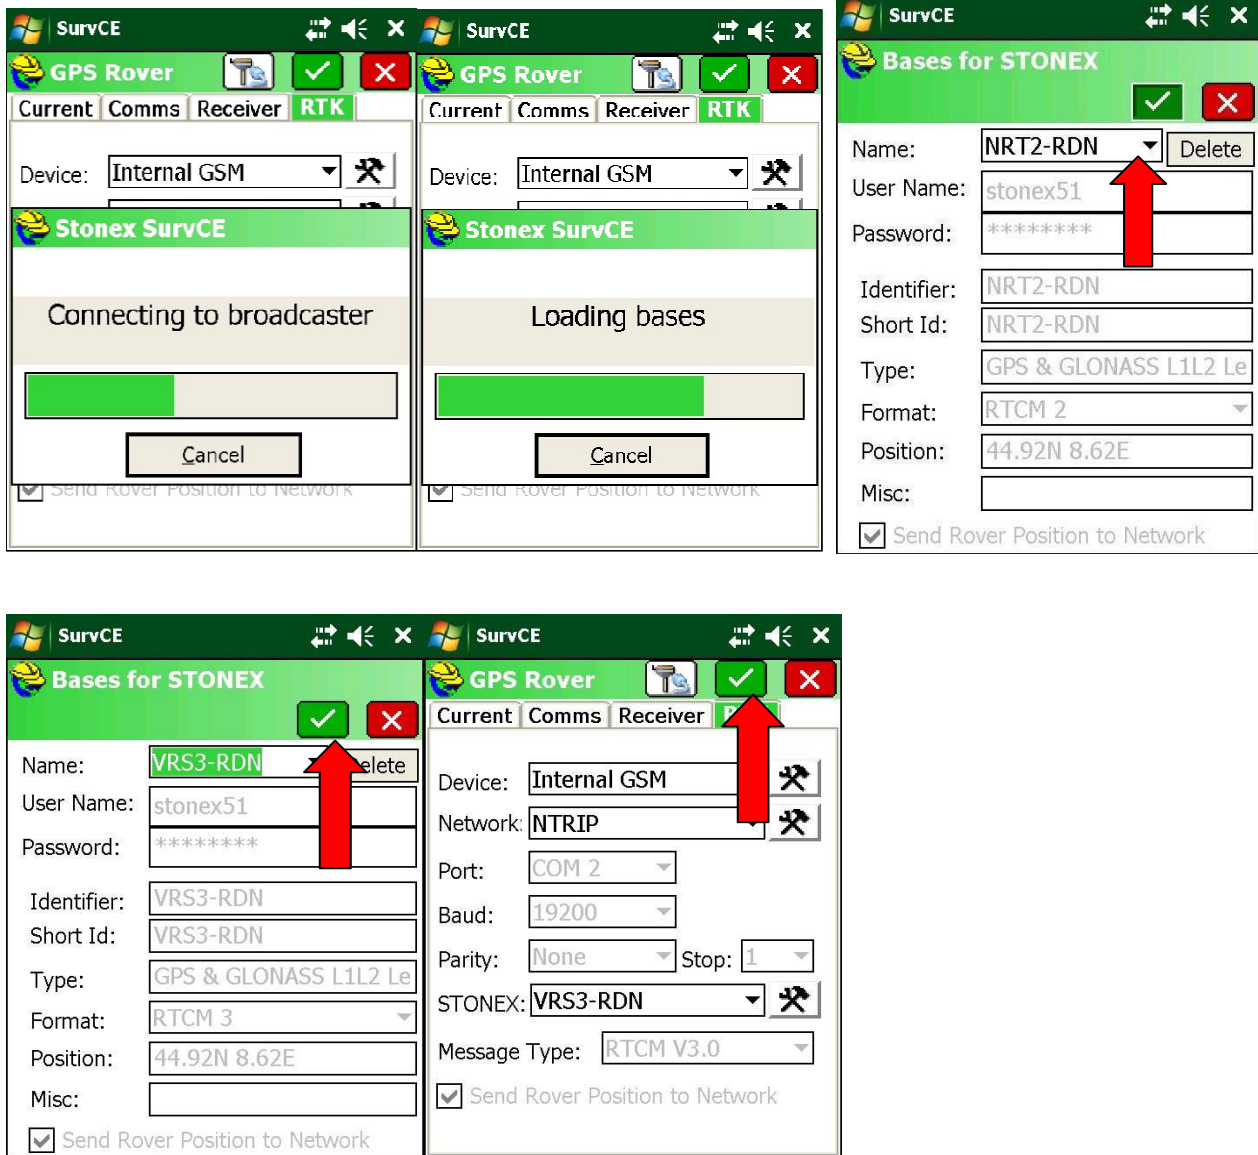 SurvCE
GPS Rover
Current Comms Receiver RTK
Device: Internal GSM
Stonex SurvCE
Connecting to broadcaster
Cancel
Send Rover Position to Network
SurvCE
GPS Rover
Current Comms Receiver RTK
Device: Internal GSM
Stonex SurvCE
Loading bases
Cancel
Send Rover Position to Network
SurvCE
Bases for STONEX
Name: NRT2-RDN Delete
User Name: stonex51
Password: ********
Identifier: NRT2-RDN
Short Id: NRT2-RDN
Type: GPS & GLONASS L1L2 Le
Format: RTCM 2
Position: 44.92N 8.62E
Misc:
Send Rover Position to Network
SurvCE
Bases for STONEX
Name: VRS3-RDN elete
User Name: stonex51
Password: ********
Identifier: VRS3-RDN
Short Id: VRS3-RDN
Type: GPS & GLONASS L1L2 Le
Format: RTCM 3
Position: 44.92N 8.62E
Misc:
Send Rover Position to Network
SurvCE
GPS Rover
Current Comms Receiver
Device: Internal GSM
Network: NTRIP
Port: COM 2
Baud: 19200
Parity: None Stop: 1
STONEX: VRS3-RDN
Message Type: RTCM V3.0
Send Rover Position to Network